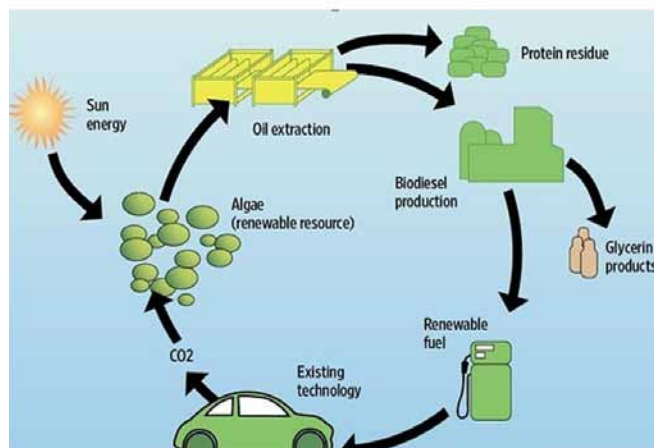 Protein residue
Sun
energy
Oil extraction
Algae
(renewable resource)
Biodiesel
production
Glycerin
products
Renewable
fuel
CO2
Existing
technology